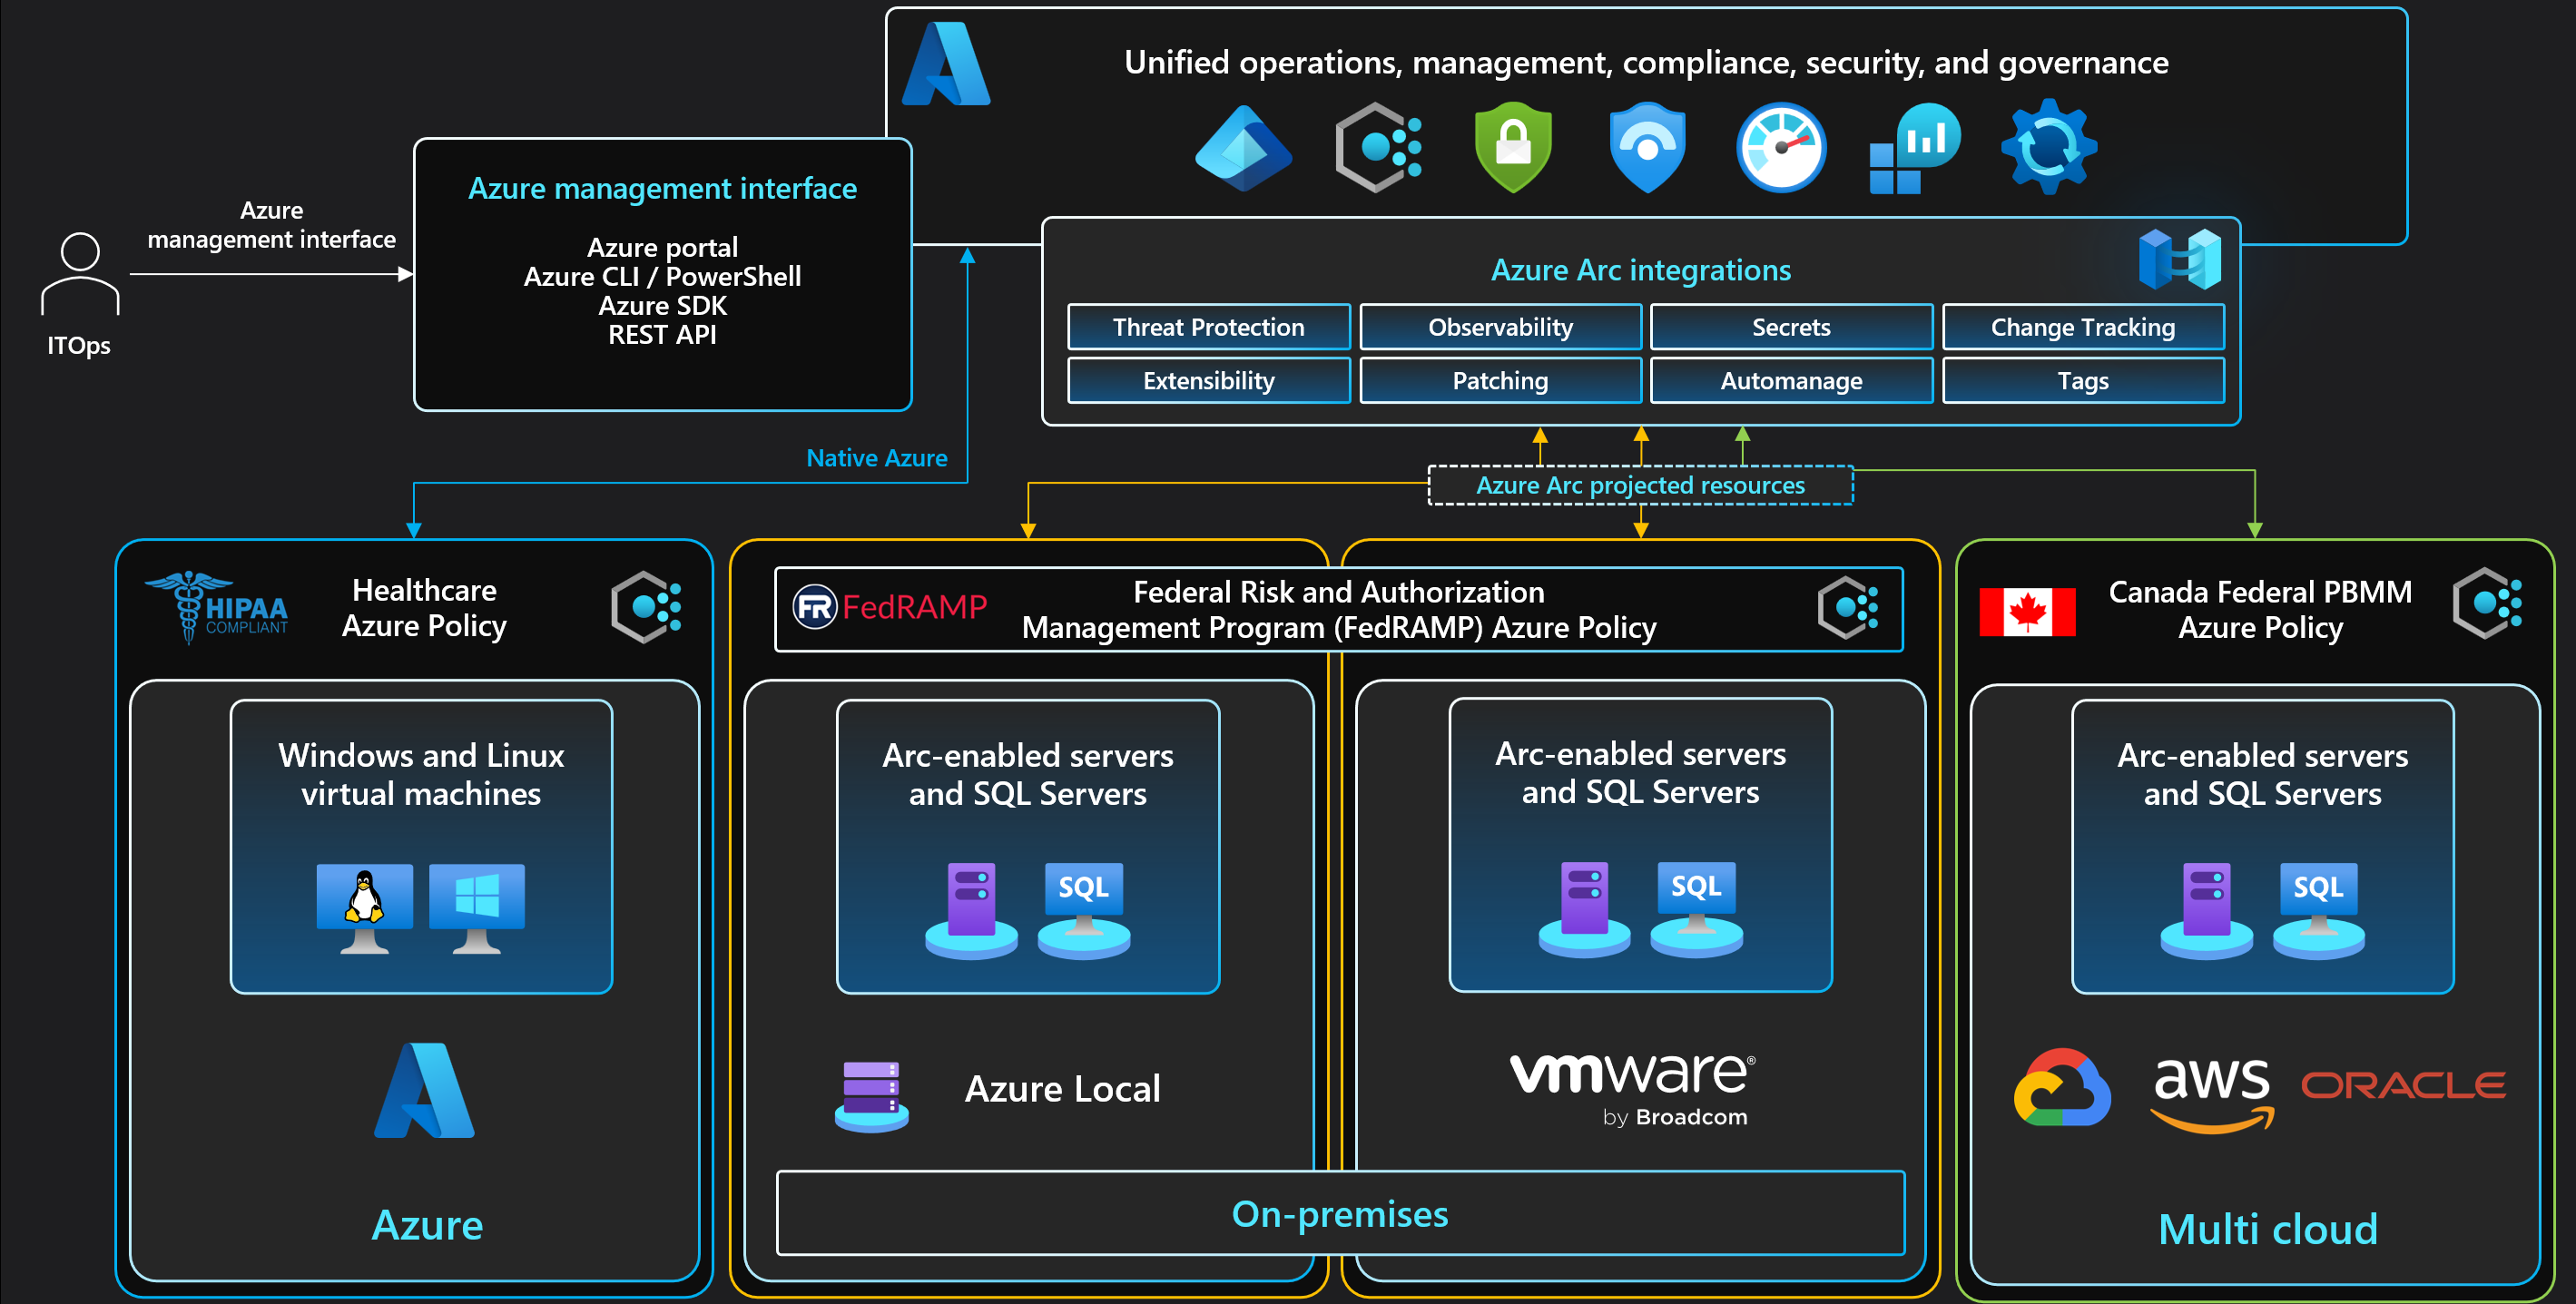 Unified operations, management, compliance, security, and governance
Azure
management interface
ITOps
Azure management interface
Azure portal
Azure CLI / PowerShell
Azure SDK
REST API
Azure Arc integrations
Threat Protection
Observability
Secrets
Change Tracking
Extensibility
Patching
Automanage
Tags
Native Azure
Azure Arc projected resources
HIPAA
COMPLIANT
Healthcare
Azure Policy
FR FedRAMP
Federal Risk and Authorization
Management Program (FedRAMP) Azure Policy
Canada Federal PBMM
Azure Policy
Windows and Linux
virtual machines
Arc-enabled servers
and SQL Servers
SQL
Arc-enabled servers
and SQL Servers
SQL
Arc-enabled servers
and SQL Servers
SQL
Azure Local
vmware®
by Broadcom
aws
ORACLE
Azure
On-premises
Multi cloud